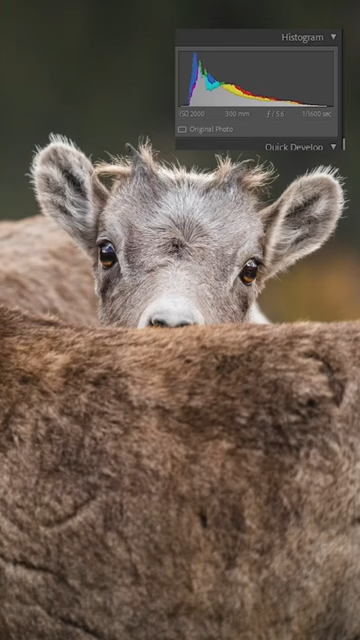 Histogram ▼
ISO 2000 300 mm ƒ / 5.6 1/1600 sec
Original Photo
Quick Develop ▼